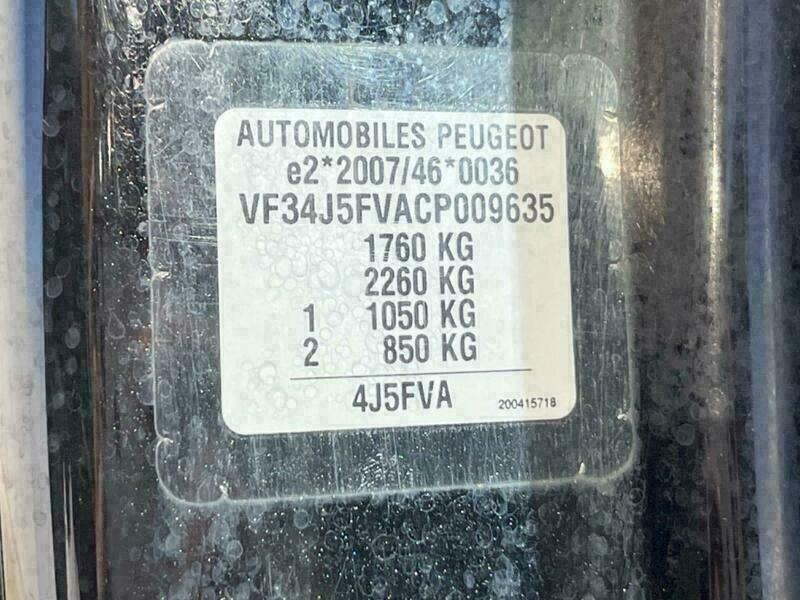 AUTOMOBILES PEUGEOT
e2*2007/46*0036
VF34J5FVACP009635
1760 KG
2260 KG
1 1050 KG
2 850 KG
4J5FVA 200415718